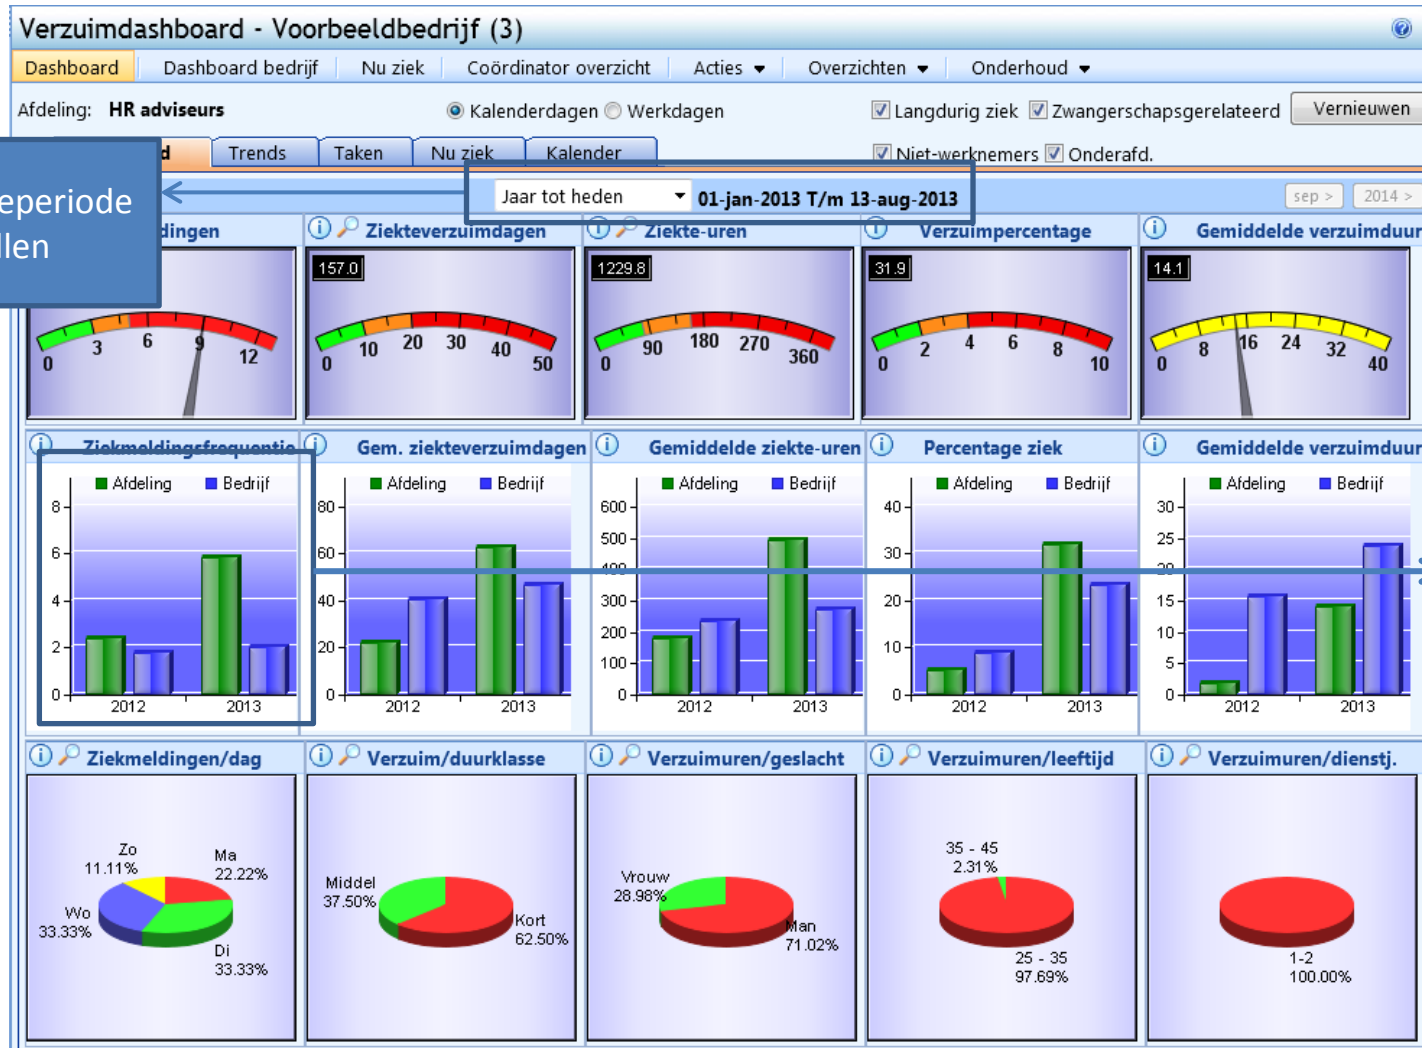 Verzuimdashboard - Voorbeeldbedrijf (3)
Dashboard Dashboard bedrijf Nu ziek Coördinator overzicht Acties Overzichten Onderhoud
Afdeling: HR adviseurs Kalenderdagen Werkdagen Langdurig ziek Zwangerschapsgerelateerd Vernieuwen
d Trends Taken Nu ziek Kalender Niet-werknemers Onderafd.
eperiode
llen
Jaar tot heden 01-jan-2013 T/m 13-aug-2013 sep > 2014 >
dingen Ziekteverzuimdagen Ziekte-uren Verzuimpercentage Gemiddelde verzuimduur
157.0 1229.8 31.9 14.1
0 3 6 9 12
0 10 20 30 40 50
0 90 180 270 360
0 2 4 6 8 10
0 8 16 24 32 40
Ziekmeldingsfrequentie Gem. ziekteverzuimdagen Gemiddelde ziekte-uren Percentage ziek Gemiddelde verzuimduur
Afdeling Bedrijf
8
6
4
2
0
2012 2013
Afdeling Bedrijf
80
60
40
20
0
2012 2013
Afdeling Bedrijf
600
500
400
300
200
100
0
2012 2013
Afdeling Bedrijf
40
30
20
10
0
2012 2013
Afdeling Bedrijf
30
25
20
15
10
5
0
2012 2013
Ziekmeldingen/dag Verzuim/duurklasse Verzuimuren/geslacht Verzuimuren/leeftijd Verzuimuren/dienstj.
Zo
11.11%
Ma
22.22%
Wo
33.33%
Di
33.33%
Middel
37.50%
Kort
62.50%
Vrouw
28.98%
Man
71.02%
35 - 45
2.31%
25 - 35
97.69%
1-2
100.00%